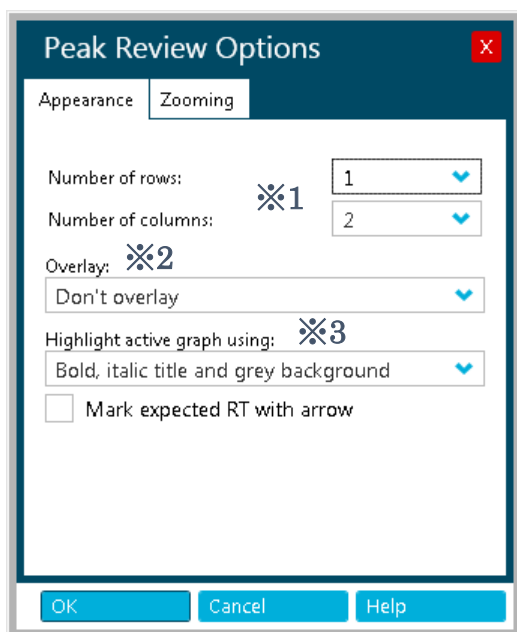 Peak Review Options X
Appearance Zooming
Number of rows: 1
※1
Number of columns: 2
Overlay: ※2
Don't overlay
Highlight active graph using: ※3
Bold, italic title and grey background
Mark expected RT with arrow
OK Cancel Help